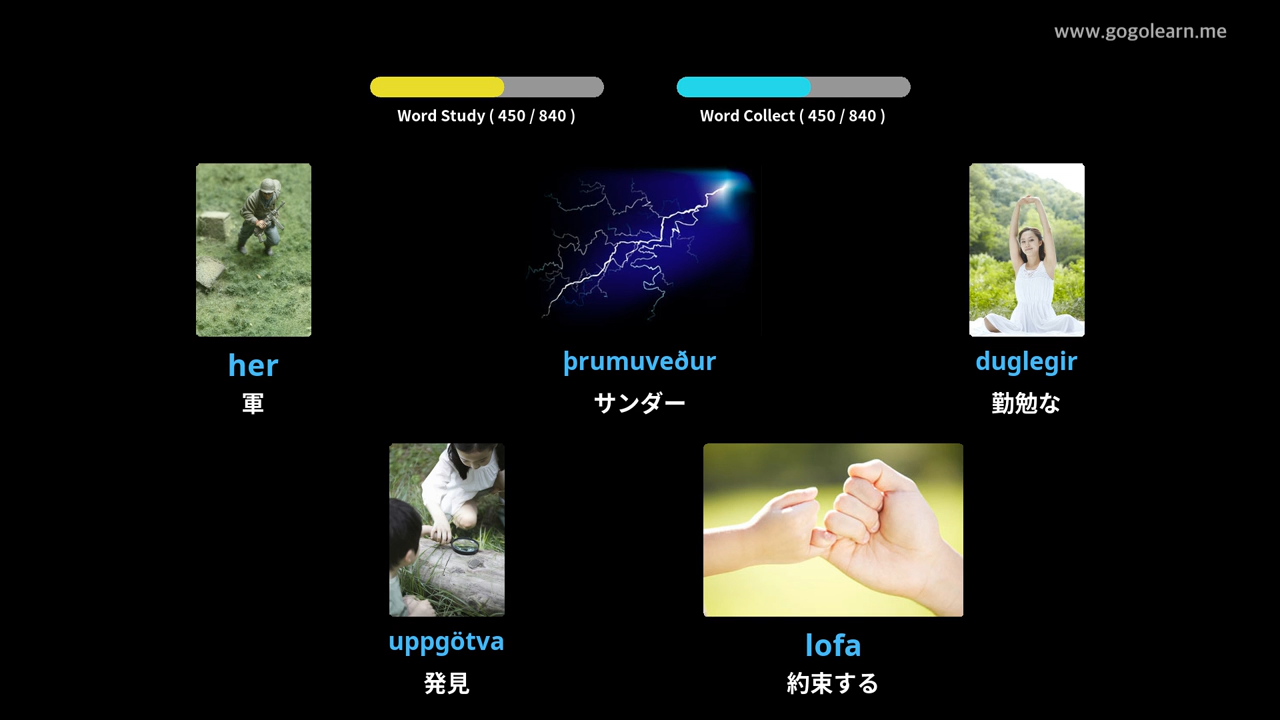 www.gogolearn.me
Word Study ( 450 / 840 )
Word Collect ( 450 / 840 )
her
軍
þrumuveður
サンダー
duglegir
勤勉な
uppgötva
発見
lofa
約束する